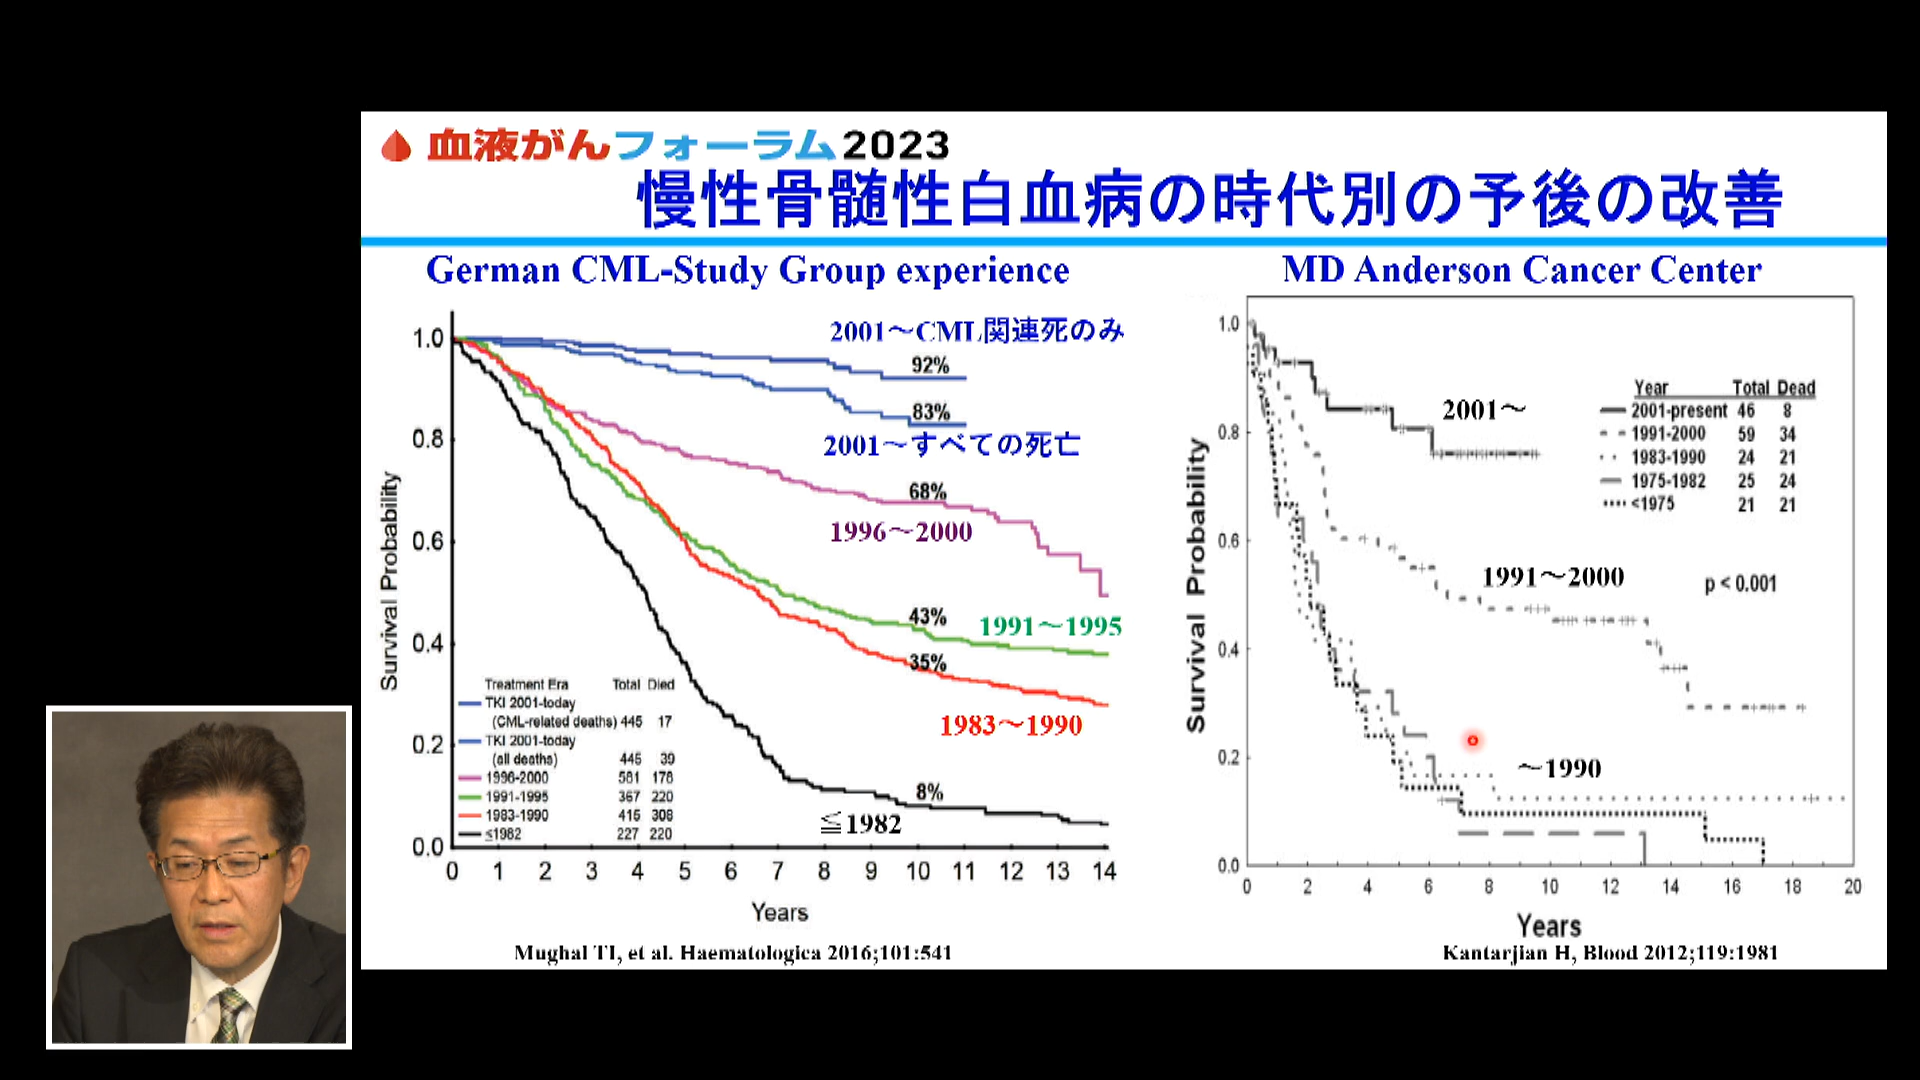 血液がんフォーラム2023
慢性骨髄性白血病の時代別の予後の改善
German CML-Study Group experience
Survival Probability
1.0
0.8
0.6
0.4
0.2
0.0
2001～CML関連死のみ
92%
83%
2001～すべての死亡
68%
1996～2000
43%
1991～1995
35%
1983～1990
8%
≦1982
Treatment Era Total Died
TKI 2001-today
(CML-related deaths) 445 17
TKI 2001-today
(all deaths) 445 39
1996-2000 581 178
1991-1995 367 220
1983-1990 416 308
≤1982 227 220
0 1 2 3 4 5 6 7 8 9 10 11 12 13 14
Years
Mughal TI, et al. Haematologica 2016;101:541
MD Anderson Cancer Center
Survival Probability
1.0
0.8
0.6
0.4
0.2
0.0
Year Total Dead
2001-present 46 8
1991-2000 59 34
1983-1990 24 21
1975-1982 25 24
<1975 21 21
2001～
1991～2000
p < 0.001
～1990
0 2 4 6 8 10 12 14 16 18 20
Years
Kantarjian H, Blood 2012;119:1981